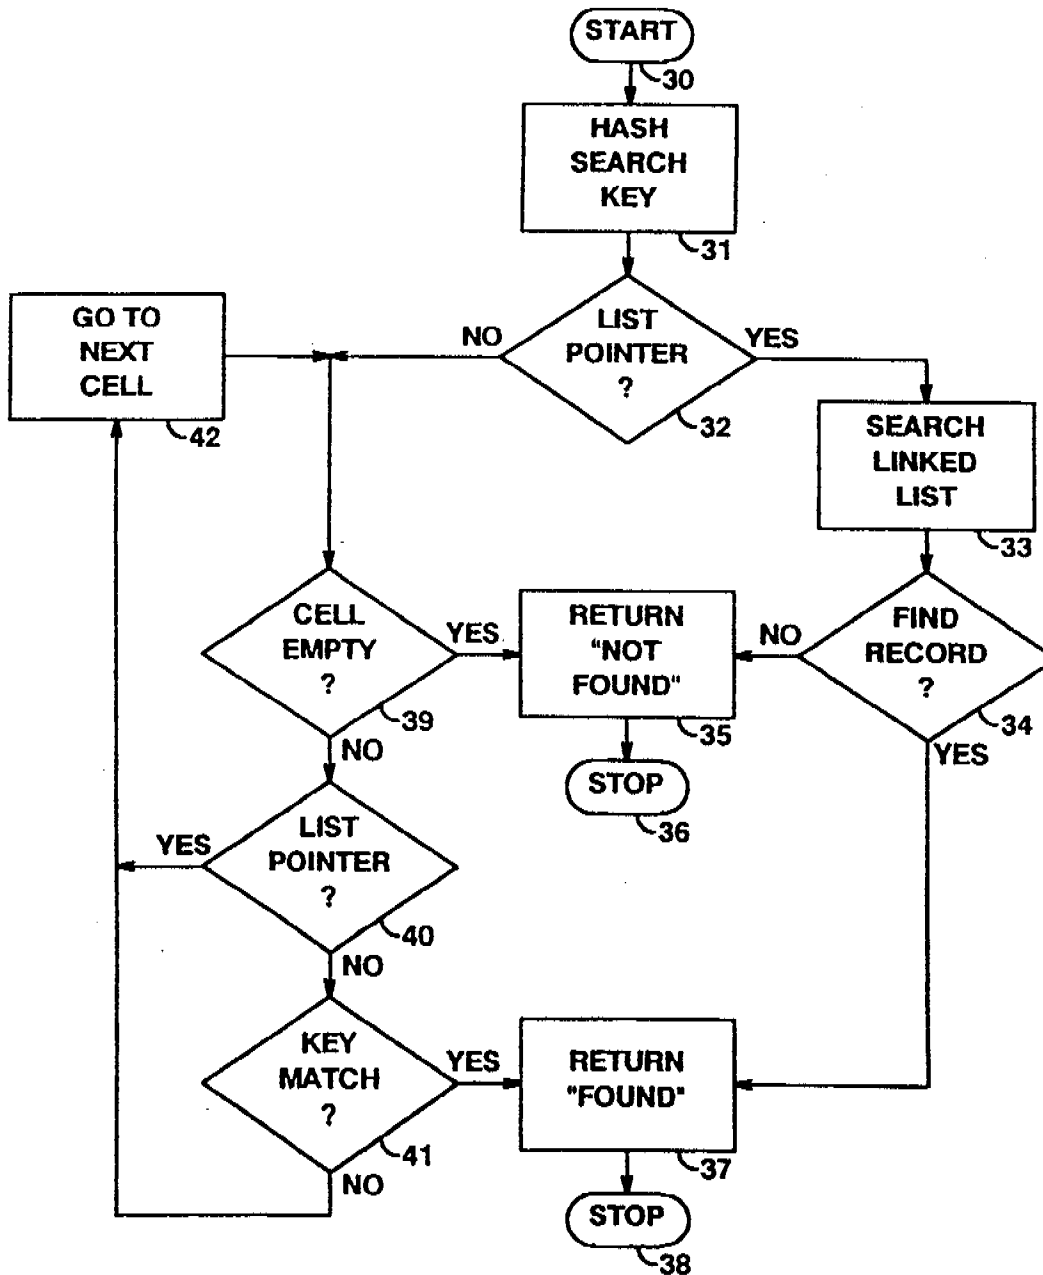 START
30
HASH
SEARCH
KEY
31
GO TO
NEXT
CELL
42
NO
LIST
POINTER
?
YES
32
SEARCH
LINKED
LIST
33
CELL
EMPTY
?
YES
39
NO
RETURN
"NOT
FOUND"
35
NO
FIND
RECORD
?
34
YES
STOP
36
YES
LIST
POINTER
?
40
NO
KEY
MATCH
?
YES
41
NO
RETURN
"FOUND"
37
STOP
38